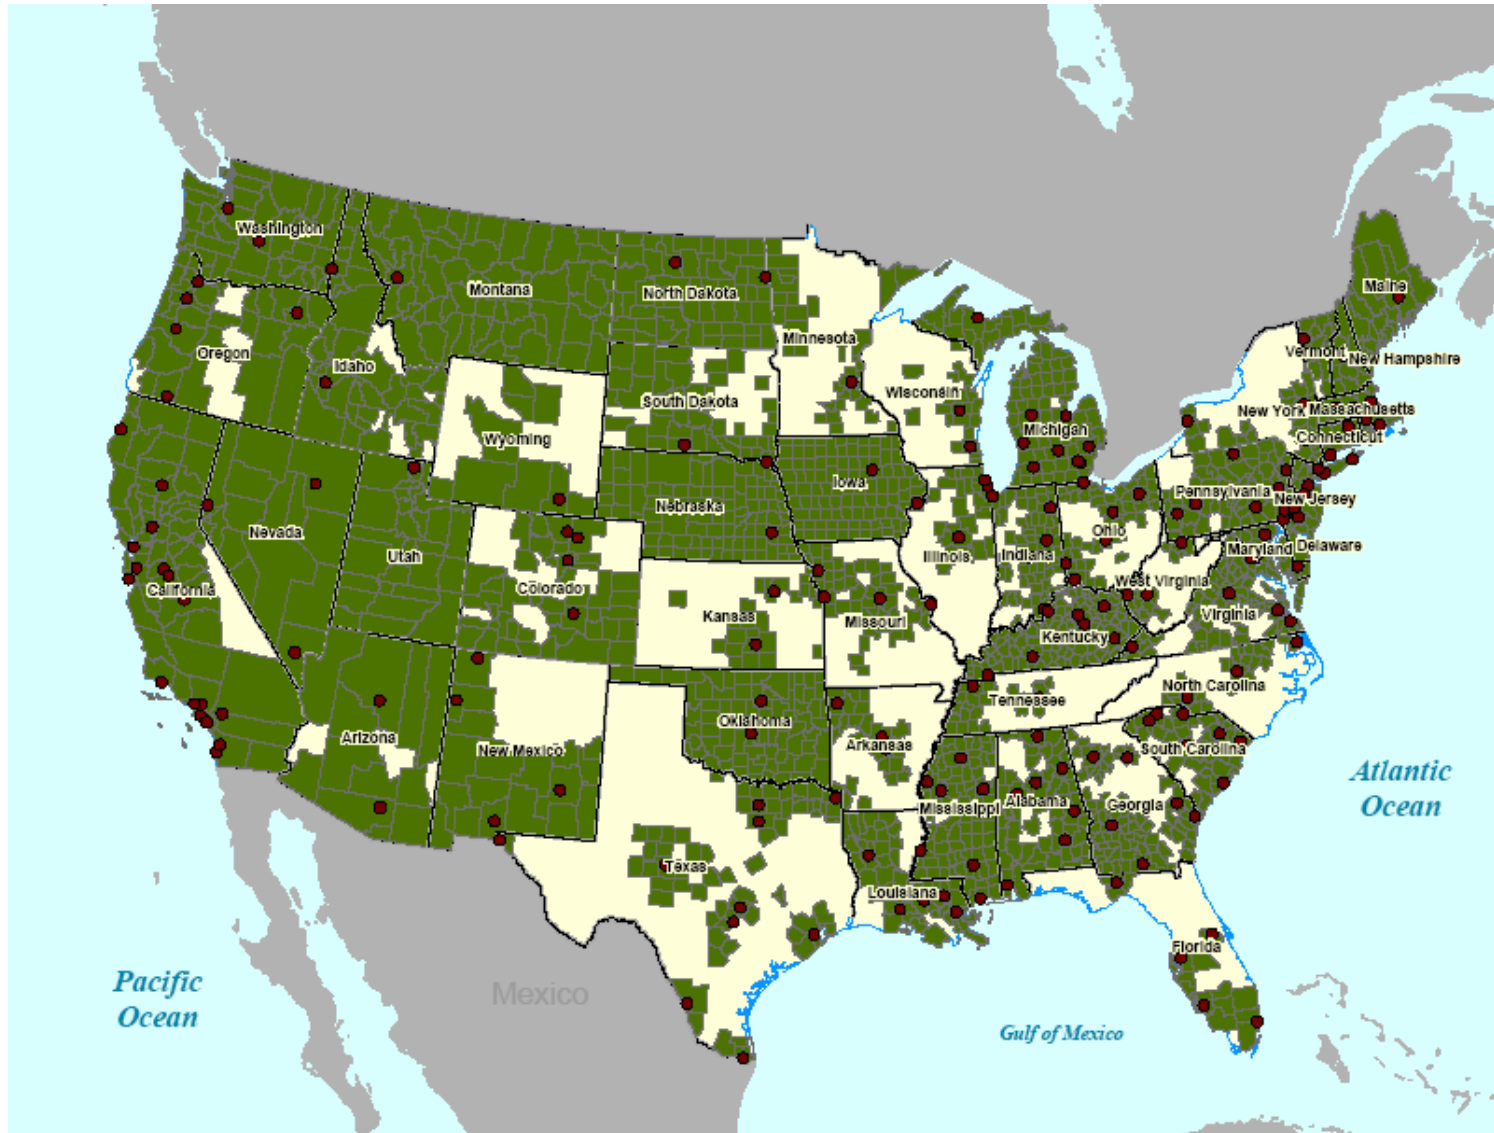 Washington
Montana
North Dakota
Maine
Minnesota
Oregon
Idaho
Vermont
New Hampshire
South Dakota
Wisconsin
New York
Massachusetts
Wyoming
Michigan
Connecticut
Iowa
Pennsylvania
New Jersey
Nebraska
Nevada
Ohio
Utah
Illinois
Indiana
Maryland
Delaware
California
Colorado
West Virginia
Kansas
Missouri
Virginia
Kentucky
North Carolina
Tennessee
Oklahoma
Arizona
New Mexico
Arkansas
South Carolina
Mississippi
Alabama
Georgia
Atlantic
Ocean
Texas
Louisiana
Florida
Pacific
Ocean
Mexico
Gulf of Mexico